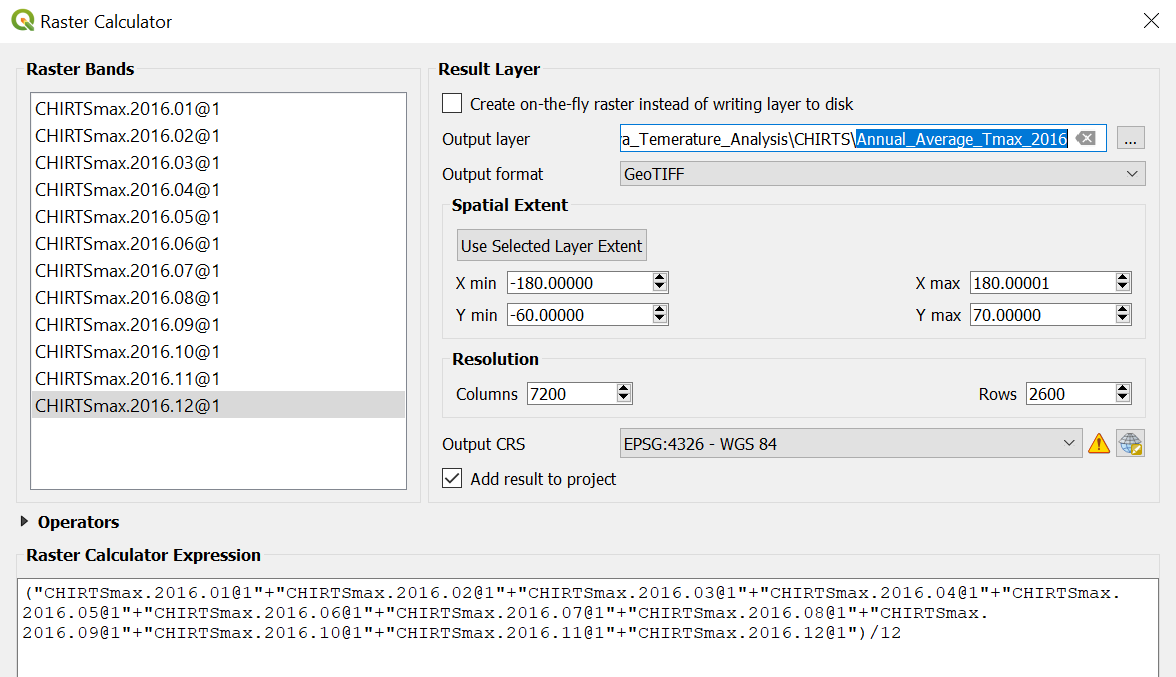 Raster Calculator
Raster Bands
CHIRTSmax.2016.01@1
CHIRTSmax.2016.02@1
CHIRTSmax.2016.03@1
CHIRTSmax.2016.04@1
CHIRTSmax.2016.05@1
CHIRTSmax.2016.06@1
CHIRTSmax.2016.07@1
CHIRTSmax.2016.08@1
CHIRTSmax.2016.09@1
CHIRTSmax.2016.10@1
CHIRTSmax.2016.11@1
CHIRTSmax.2016.12@1
Result Layer
Create on-the-fly raster instead of writing layer to disk
Output layer a_Temerature_Analysis\CHIRTS\Annual_Average_Tmax_2016 ...
Output format GeoTIFF
Spatial Extent
Use Selected Layer Extent
X min -180.00000 X max 180.00001
Y min -60.00000 Y max 70.00000
Resolution
Columns 7200 Rows 2600
Output CRS EPSG:4326 - WGS 84
Add result to project
Operators
Raster Calculator Expression
("CHIRTSmax.2016.01@1"+"CHIRTSmax.2016.02@1"+"CHIRTSmax.2016.03@1"+"CHIRTSmax.2016.04@1"+"CHIRTSmax.
2016.05@1"+"CHIRTSmax.2016.06@1"+"CHIRTSmax.2016.07@1"+"CHIRTSmax.2016.08@1"+"CHIRTSmax.
2016.09@1"+"CHIRTSmax.2016.10@1"+"CHIRTSmax.2016.11@1"+"CHIRTSmax.2016.12@1")/12